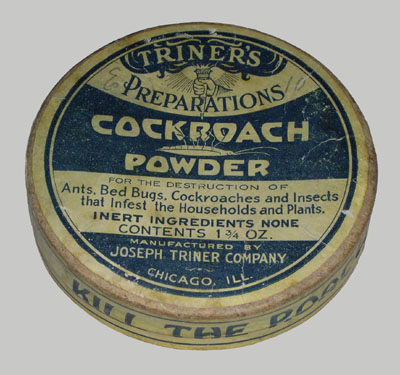 TRINER'S
PREPARATIONS
COCKROACH
POWDER
FOR THE DESTRUCTION OF
Ants, Bed Bugs, Cockroaches and Insects
that Infest the Households and Plants.
INERT INGREDIENTS NONE
CONTENTS 1¾ OZ.
MANUFACTURED BY
JOSEPH TRINER COMPANY
CHICAGO, ILL.
KILL THE